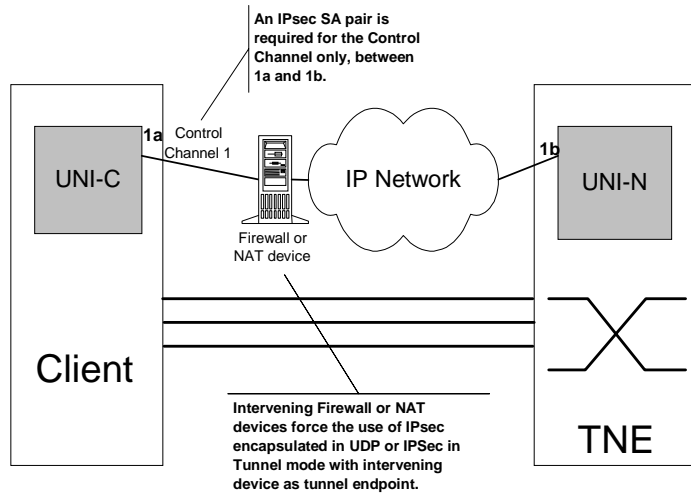 An IPsec SA pair is
required for the Control
Channel only, between
1a and 1b.
1a
Control
Channel 1
1b
UNI-C
IP Network
UNI-N
Firewall or
NAT device
Client
Intervening Firewall or NAT
devices force the use of IPsec
encapsulated in UDP or IPSec in
Tunnel mode with intervening
device as tunnel endpoint.
TNE